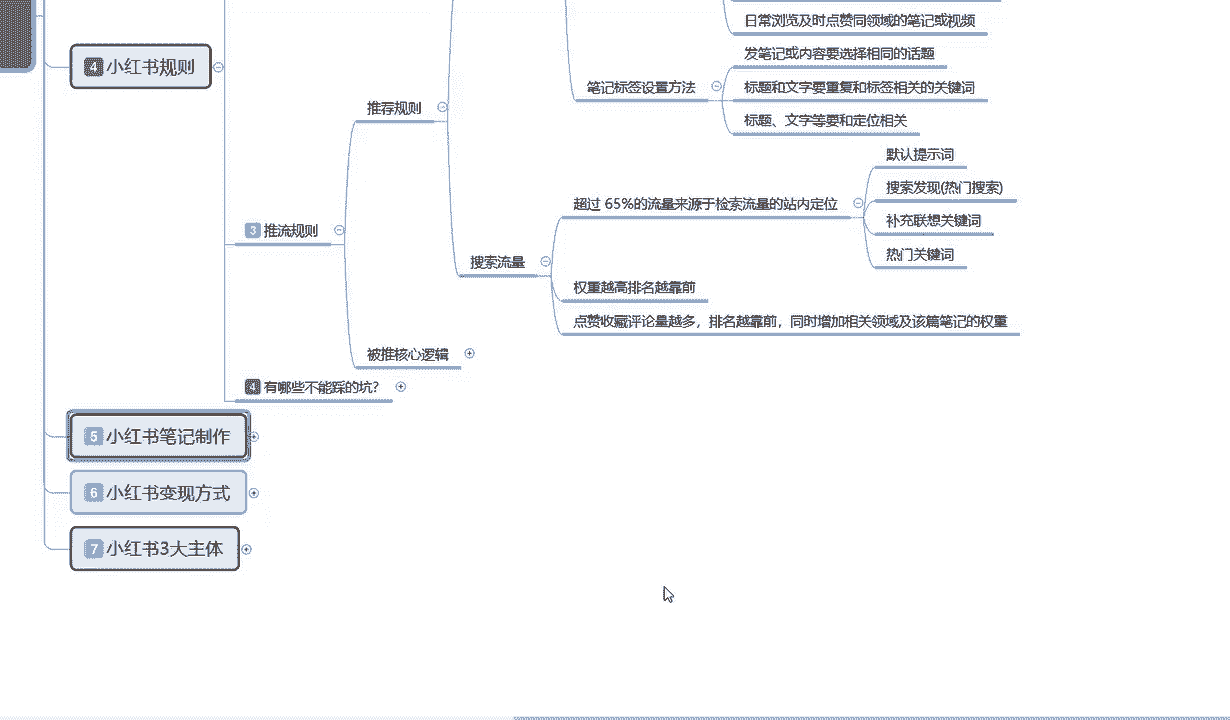 日常浏览及时点赞同领域的笔记或视频
4 小红书规则
发笔记或内容要选择相同的话题
笔记标签设置方法
标题和文字要重复和标签相关的关键词
标题、文字等要和定位相关
推荐规则
默认提示词
搜索发现(热门搜索)
超过 65%的流量来源于检索流量的站内定位
补充联想关键词
热门关键词
3 推流规则
搜索流量
权重越高排名越靠前
点赞收藏评论量越多，排名越靠前，同时增加相关领域及该篇笔记的权重
被推核心逻辑
4 有哪些不能踩的坑？
5 小红书笔记制作
6 小红书变现方式
7 小红书3大主体